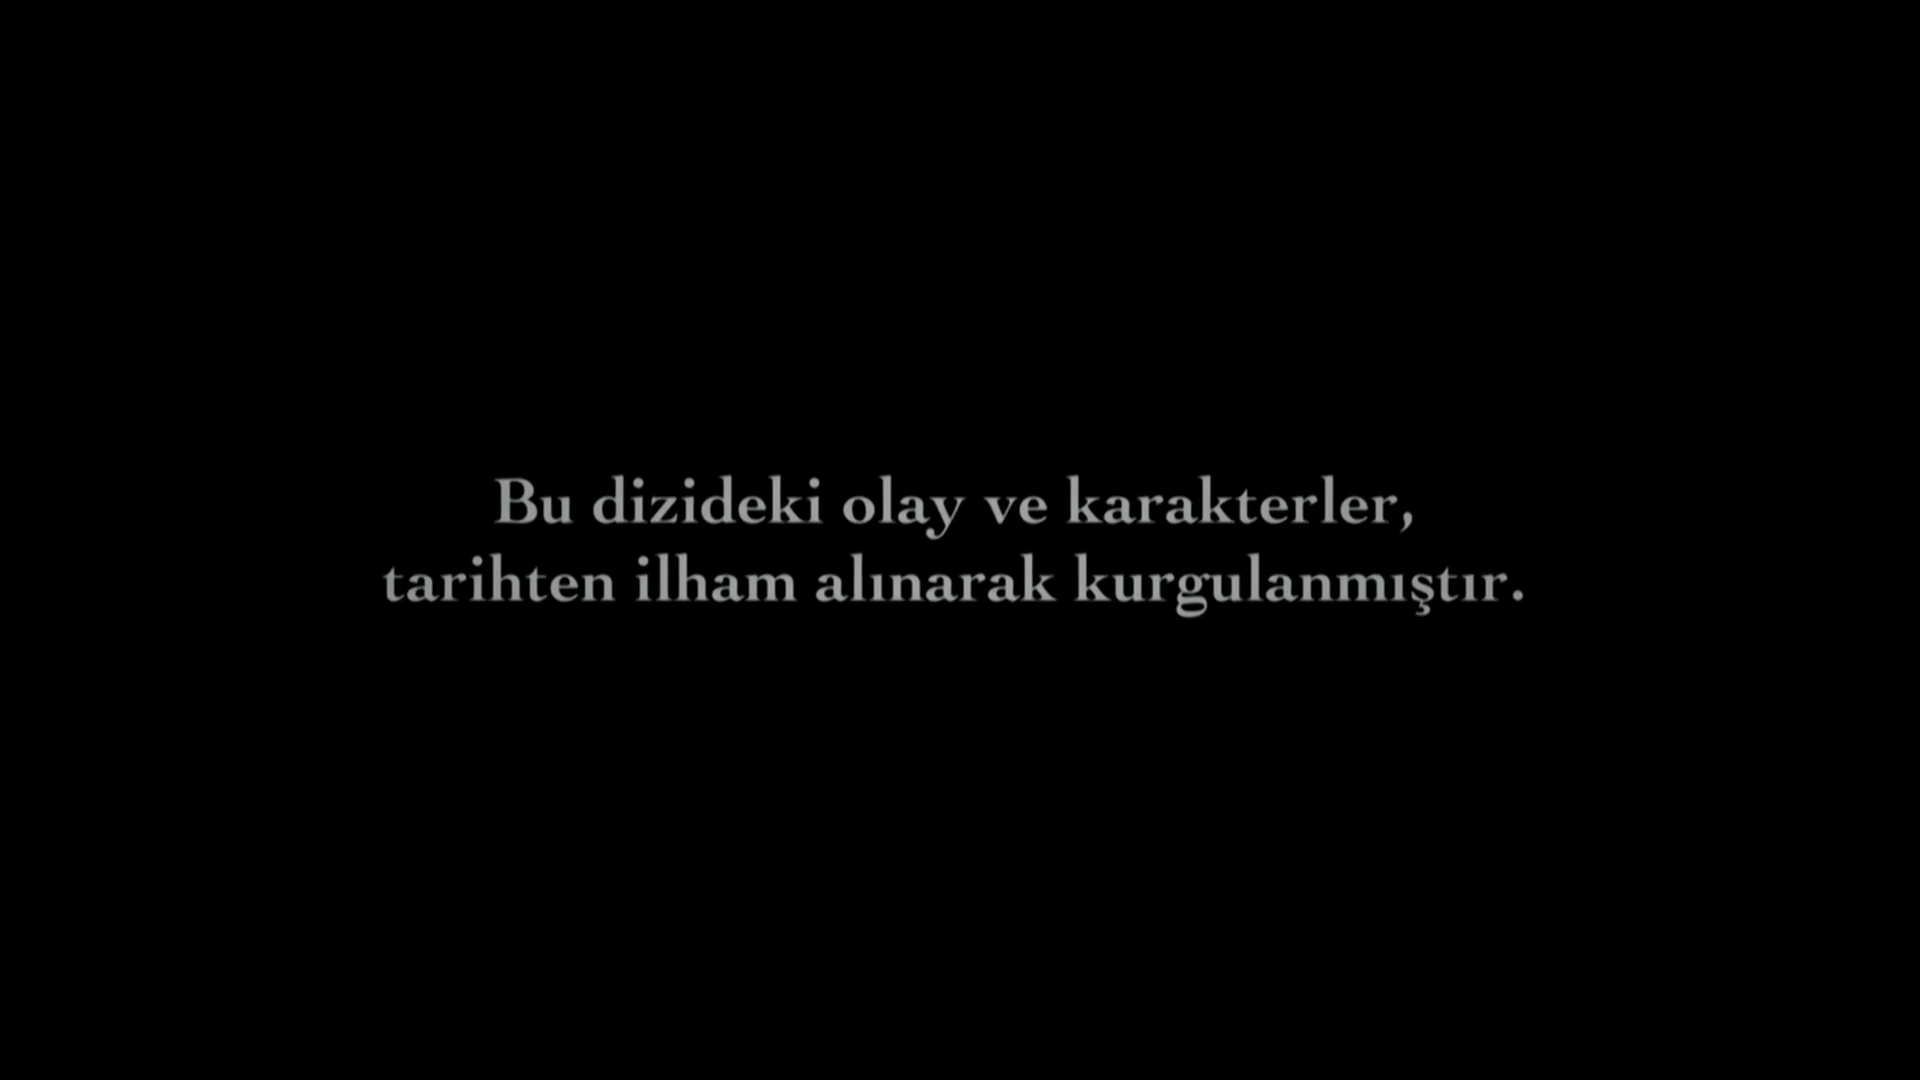 Bu dizideki olay ve karakterler,
tarihten ilham alınarak kurgulanmıştır.